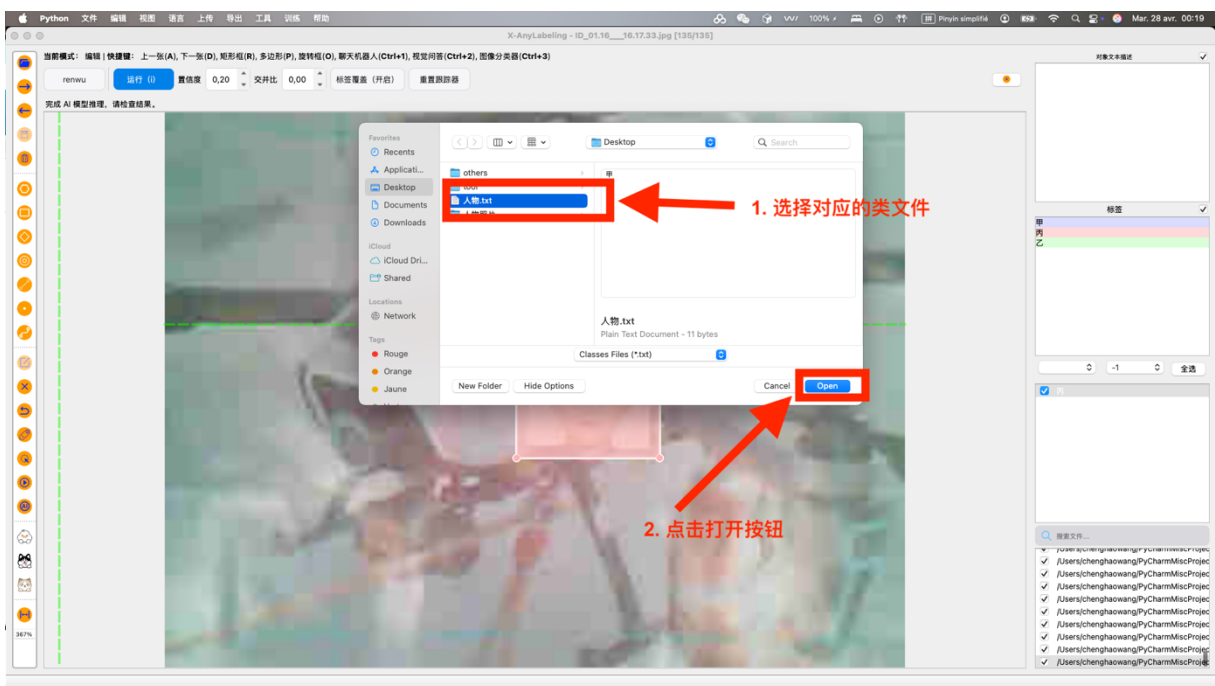 Python 文件 编辑 视图 语言 上传 导出 工具 训练 帮助
100%
Pinyin simplifié
Mar. 28 avr. 00:19
X-AnyLabeling - ID_01.16___16.17.33.jpg [135/135]
当前模式: 编辑 | 快捷键: 上一张(A), 下一张(D), 矩形框(R), 多边形(P), 旋转框(O), 聊天机器人(Ctrl+1), 视觉问答(Ctrl+2), 图像分类器(Ctrl+3)
renwu
运行 (I)
置信度 0,20
交并比 0,00
标签覆盖 (开启)
重置跟踪器
完成 AI 模型推理, 请检查结果。
Favorites
Recents
Applicati...
Desktop
Documents
Downloads
iCloud
iCloud Dri...
Shared
Locations
Network
Tags
Rouge
Orange
Jaune
Desktop
Search
others
人物.txt
甲
人物.txt
Plain Text Document - 11 bytes
Classes Files (*.txt)
New Folder
Hide Options
Cancel
Open
1. 选择对应的类文件
2. 点击打开按钮
对象文本描述
标签
甲
丙
乙
-1
全选
丙
搜索文件...
/Users/chenghaowang/PyCharmMiscProjec
/Users/chenghaowang/PyCharmMiscProjec
/Users/chenghaowang/PyCharmMiscProjec
/Users/chenghaowang/PyCharmMiscProjec
/Users/chenghaowang/PyCharmMiscProjec
/Users/chenghaowang/PyCharmMiscProjec
/Users/chenghaowang/PyCharmMiscProjec
/Users/chenghaowang/PyCharmMiscProjec
/Users/chenghaowang/PyCharmMiscProjec
/Users/chenghaowang/PyCharmMiscProjec
AI
367%